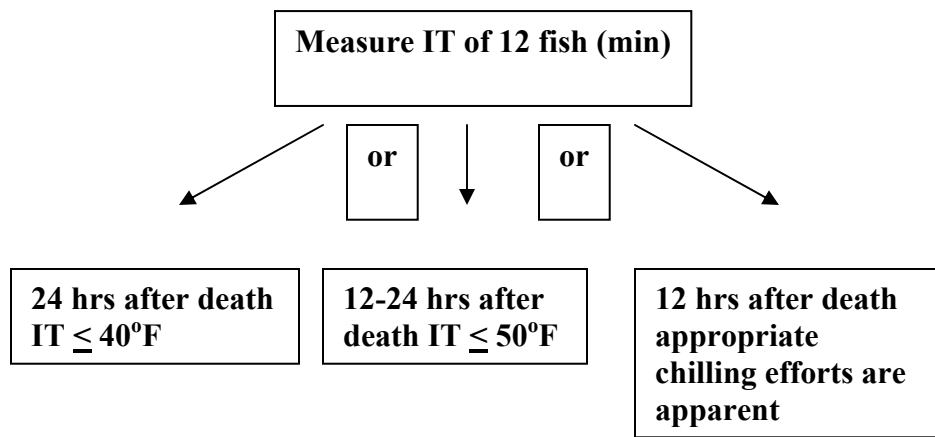 Measure IT of 12 fish (min)
or
or
24 hrs after death
IT ≤ 40°F
12-24 hrs after
death IT ≤ 50°F
12 hrs after death
appropriate
chilling efforts are
apparent